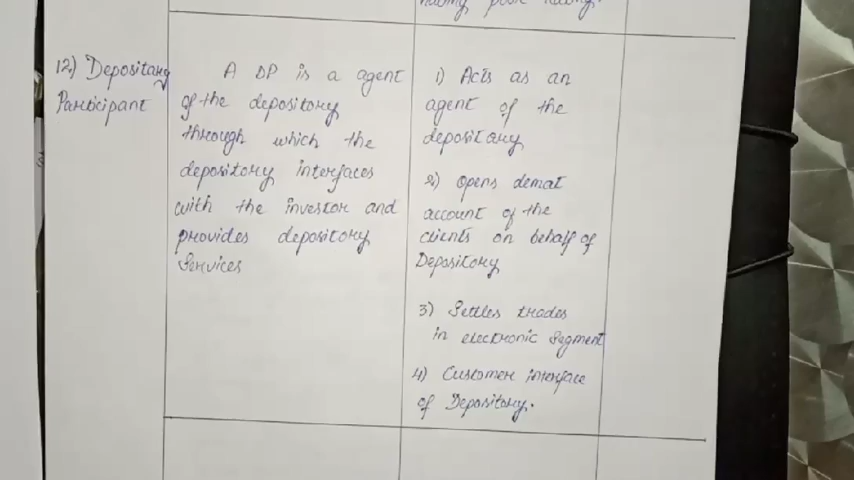 12) Depositary
Participant
A DP is a agent
of the depository
through which the
depository interfaces
with the investor and
provides depository
Services
1) Acts as an
agent of the
depositary
2) Opens demat
account of the
clients on behalf of
Depository
3) Settles trades
in electronic Segment
4) Customer interface
of Depository.